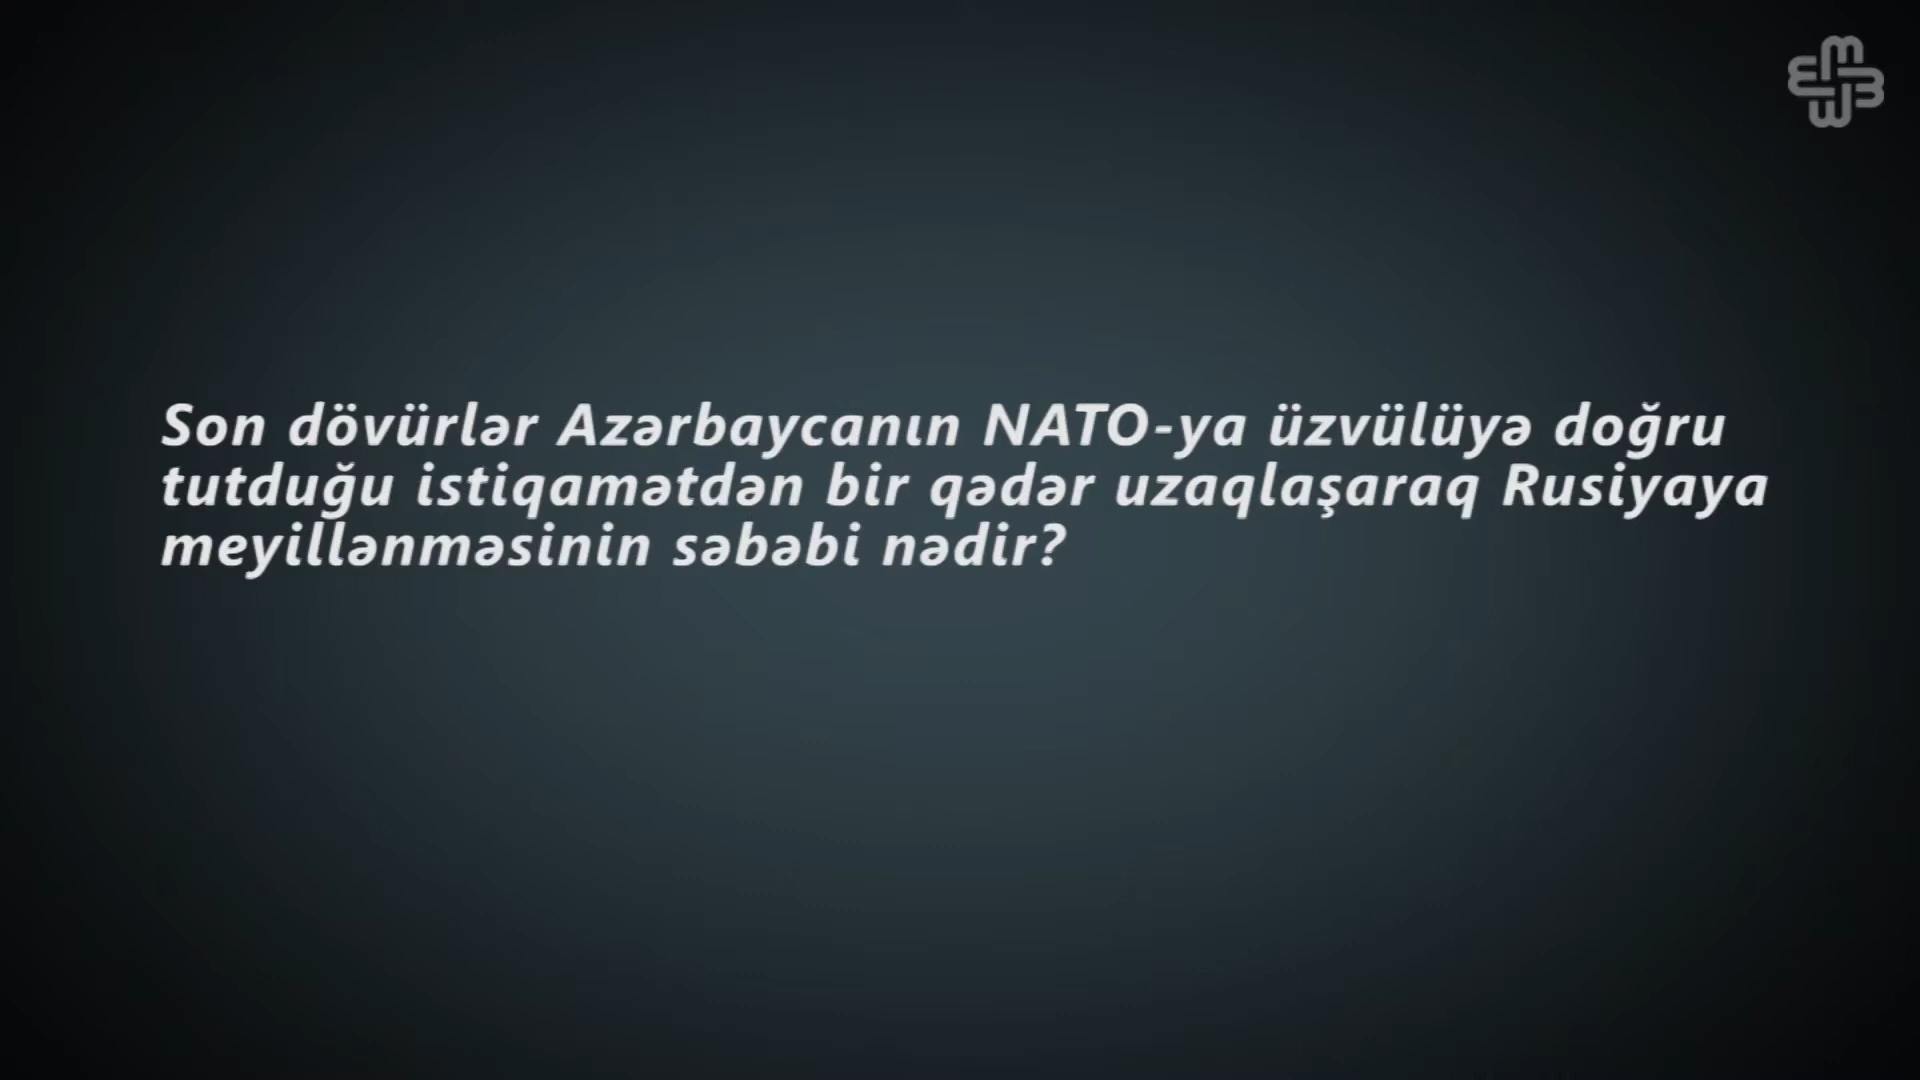 Son dövürlər Azərbaycanın NATO-ya üzvülüyə doğru
tutduğu istiqamətdən bir qədər uzaqlaşaraq Rusiyaya
meyillənməsinin səbəbi nədir?